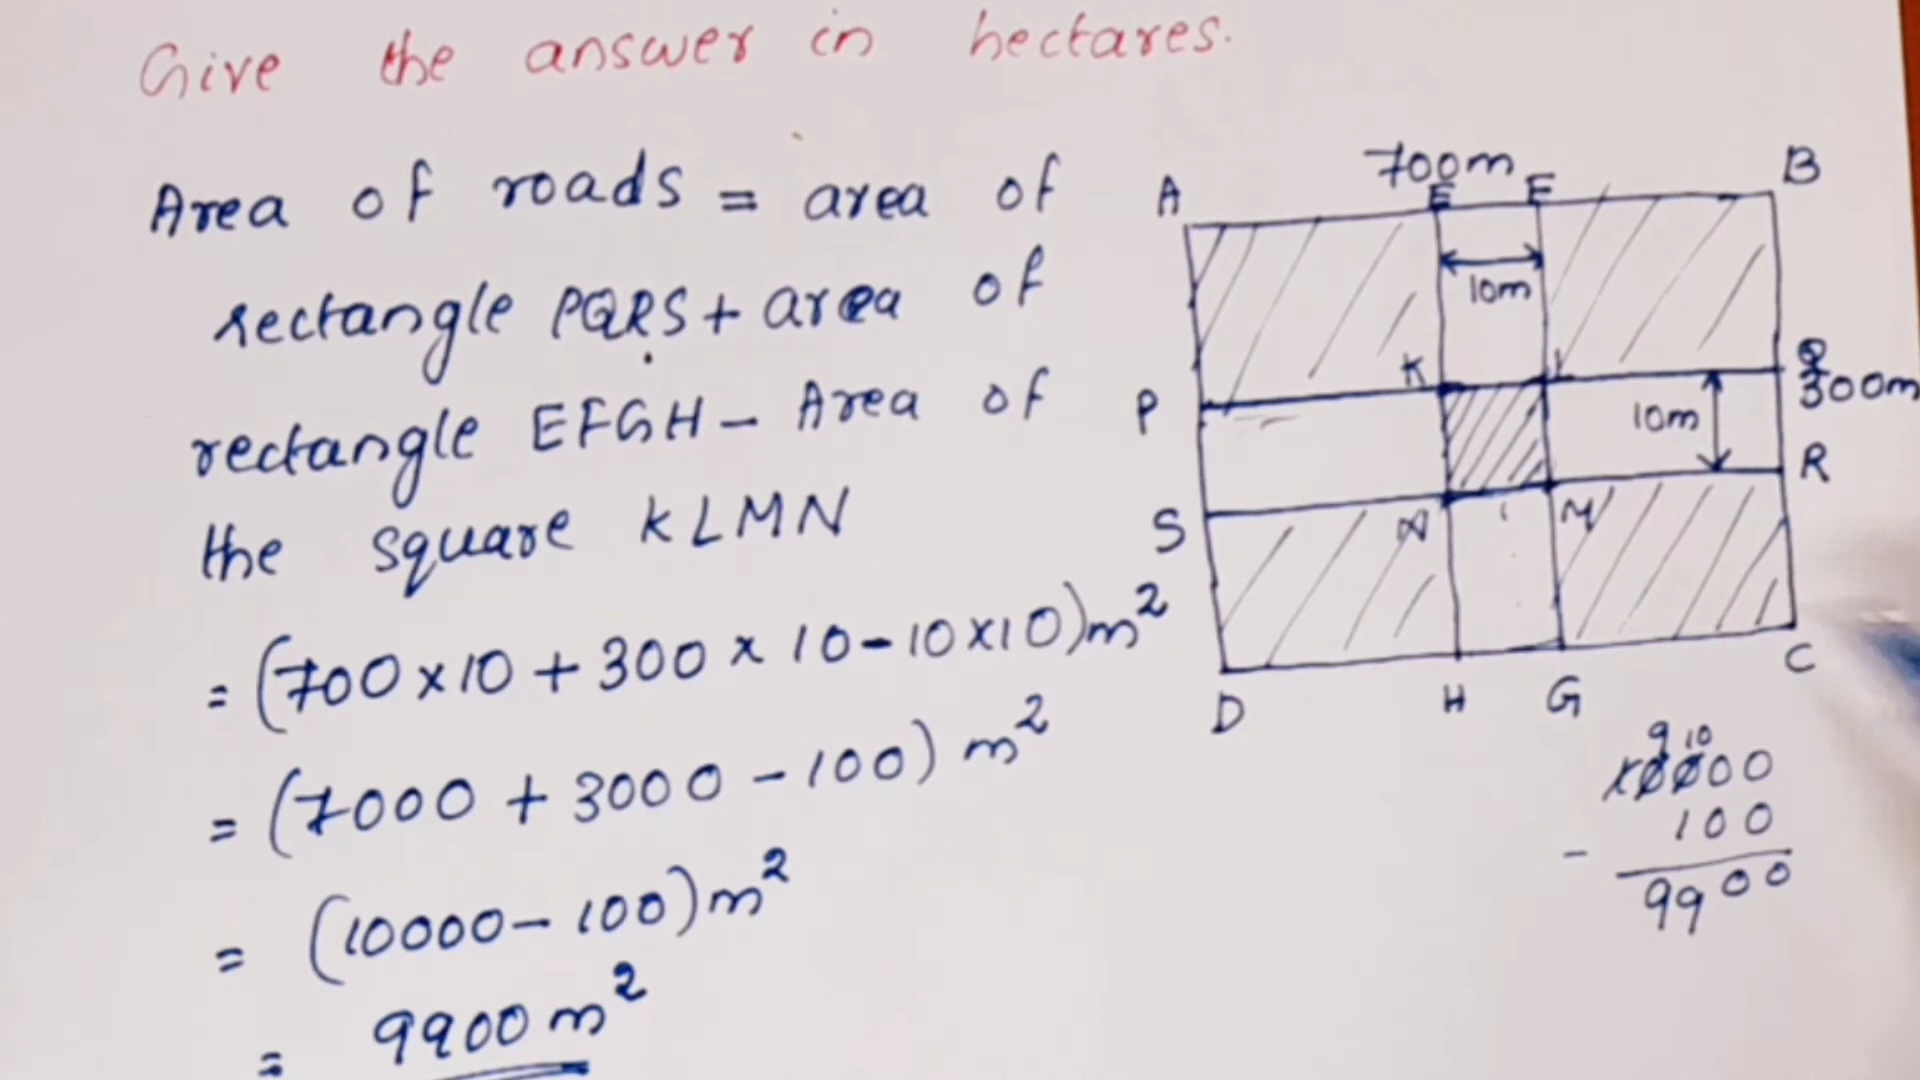 Give the answer in hectares.
Area of roads = area of
rectangle PQRS + area of
rectangle EFGH - Area of
the square KLMN
= (700 x 10 + 300 x 10 - 10 x 10) m²
= (7000 + 3000 - 100) m²
= (10000 - 100) m²
= 9900 m²
700m
A E F B
10m
K L Q
300m
P 10m
R
S N M
D H G C
9 10
10000
- 100
9900